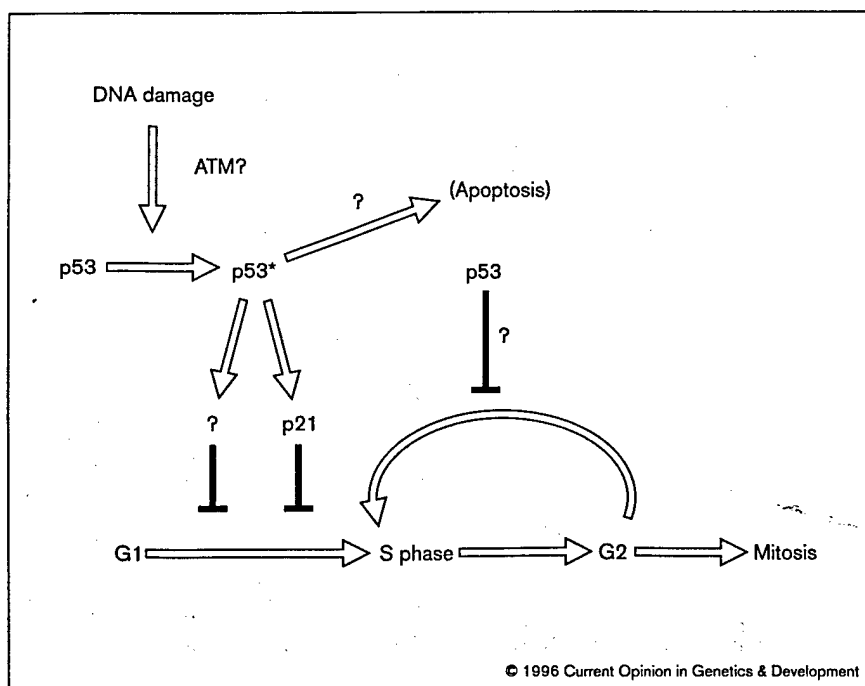 DNA damage
ATM?
?
(Apoptosis)
p53
p53*
p53
?
?
p21
G1
S phase
G2
Mitosis
© 1996 Current Opinion in Genetics & Development